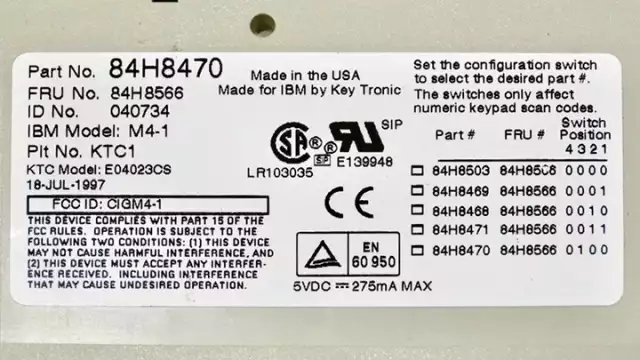 Part No. 84H8470
FRU No. 84H8566
ID No. 040734
IBM Model: M4-1
Plt No. KTC1
KTC Model: E04023CS
18-JUL-1997
FCC ID: CIGM4-1
THIS DEVICE COMPLIES WITH PART 15 OF THE
FCC RULES. OPERATION IS SUBJECT TO THE
FOLLOWING TWO CONDITIONS: (1) THIS DEVICE
MAY NOT CAUSE HARMFUL INTERFERENCE, AND
(2) THIS DEVICE MUST ACCEPT ANY INTERFER-
ENCE RECEIVED. INCLUDING INTERFERENCE
THAT MAY CAUSE UNDESIRED OPERATION.
Made in the USA
Made for IBM by Key Tronic
SA
LR103035
UR
SIP
SP E139948
CE
EN
60 950
5VDC ⎓ 275mA MAX
Set the configuration switch
to select the desired part #.
The switches only affect
numeric keypad scan codes.
Switch
Part # FRU # Position
4 3 2 1
84H8503 84H8566 0 0 0 0
84H8469 84H8566 0 0 0 1
84H8468 84H8566 0 0 1 0
84H8471 84H8566 0 0 1 1
84H8470 84H8566 0 1 0 0